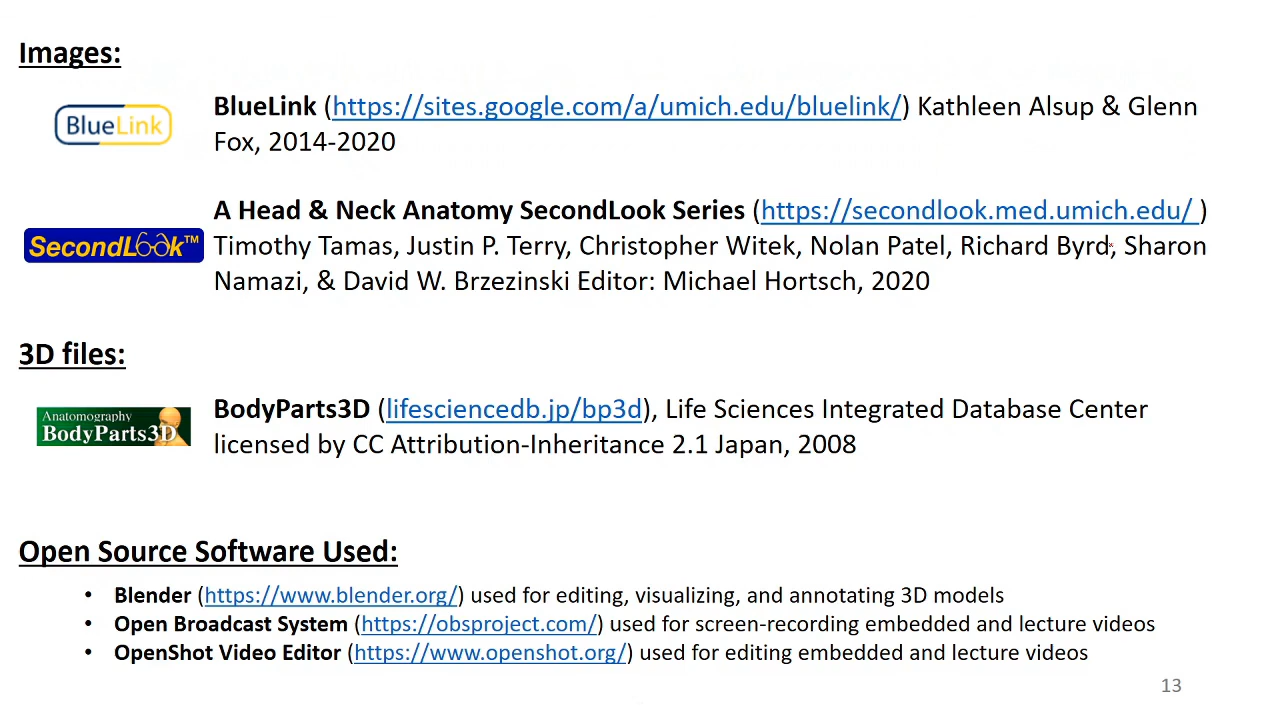 Images:
BlueLink
BlueLink (https://sites.google.com/a/umich.edu/bluelink/) Kathleen Alsup & Glenn
Fox, 2014-2020
A Head & Neck Anatomy SecondLook Series (https://secondlook.med.umich.edu/ )
SecondLook™
Timothy Tamas, Justin P. Terry, Christopher Witek, Nolan Patel, Richard Byrd, Sharon
Namazi, & David W. Brzezinski Editor: Michael Hortsch, 2020
3D files:
Anatomography
BodyParts3D
BodyParts3D (lifesciencedb.jp/bp3d), Life Sciences Integrated Database Center
licensed by CC Attribution-Inheritance 2.1 Japan, 2008
Open Source Software Used:
• Blender (https://www.blender.org/) used for editing, visualizing, and annotating 3D models
• Open Broadcast System (https://obsproject.com/) used for screen-recording embedded and lecture videos
• OpenShot Video Editor (https://www.openshot.org/) used for editing embedded and lecture videos
13